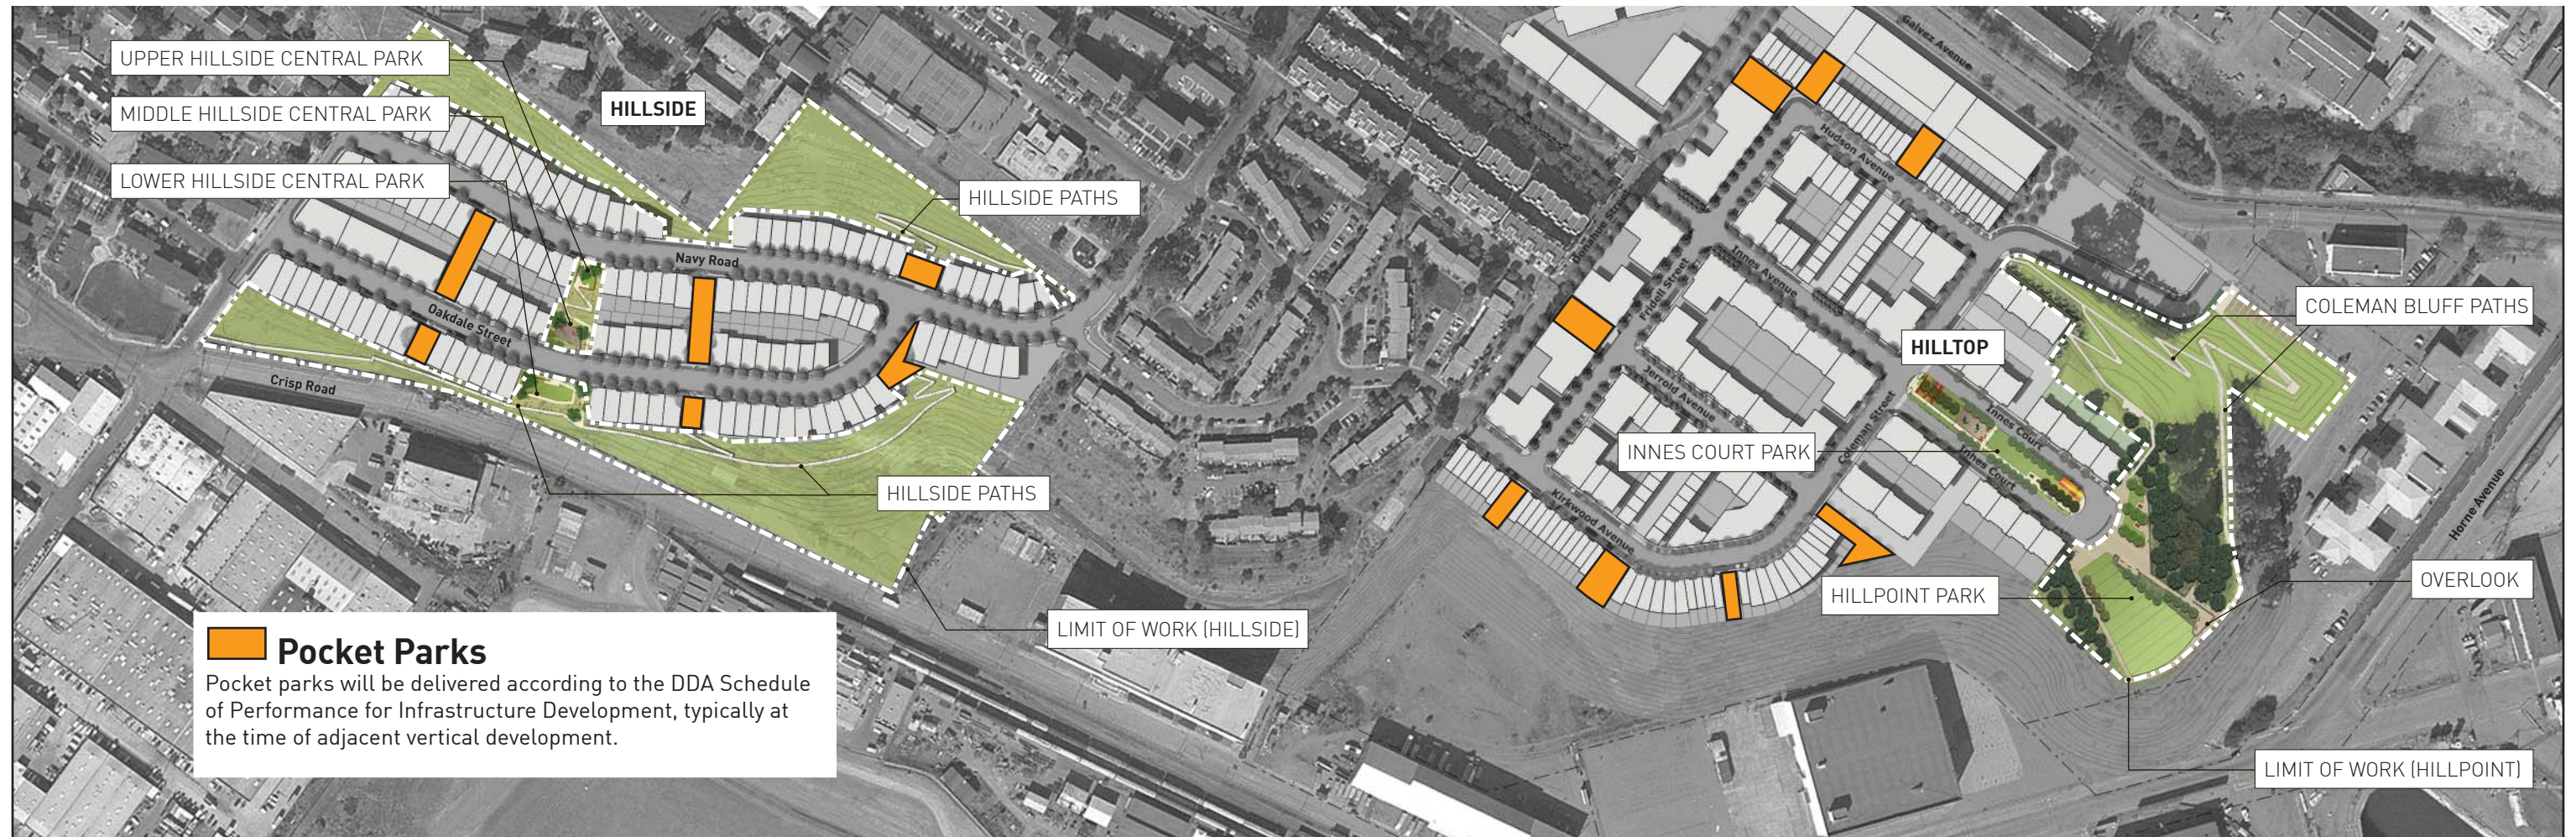 UPPER HILLSIDE CENTRAL PARK
MIDDLE HILLSIDE CENTRAL PARK
LOWER HILLSIDE CENTRAL PARK
HILLSIDE
HILLSIDE PATHS
Navy Road
Oakdale Street
Crisp Road
HILLSIDE PATHS
LIMIT OF WORK (HILLSIDE)
Pocket Parks
Pocket parks will be delivered according to the DDA Schedule
of Performance for Infrastructure Development, typically at
the time of adjacent vertical development.
Galvez Avenue
Hudson Avenue
Donahue Street
Innes Avenue
Fridell Street
Jerrold Avenue
Coleman Street
Kirkwood Avenue
HILLTOP
COLEMAN BLUFF PATHS
INNES COURT PARK
Innes Court
Innes Court
Horne Avenue
HILLPOINT PARK
OVERLOOK
LIMIT OF WORK (HILLPOINT)